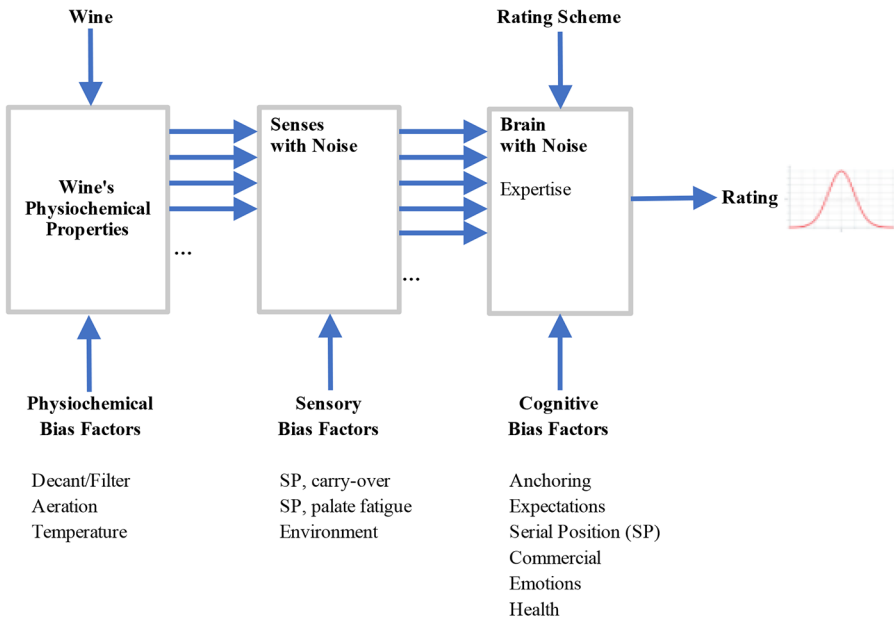 Wine
Rating Scheme
Wine's
Physiochemical
Properties
...
Senses
with Noise
...
Brain
with Noise
Expertise
Rating
Physiochemical
Bias Factors
Decant/Filter
Aeration
Temperature
Sensory
Bias Factors
SP, carry-over
SP, palate fatigue
Environment
Cognitive
Bias Factors
Anchoring
Expectations
Serial Position (SP)
Commercial
Emotions
Health